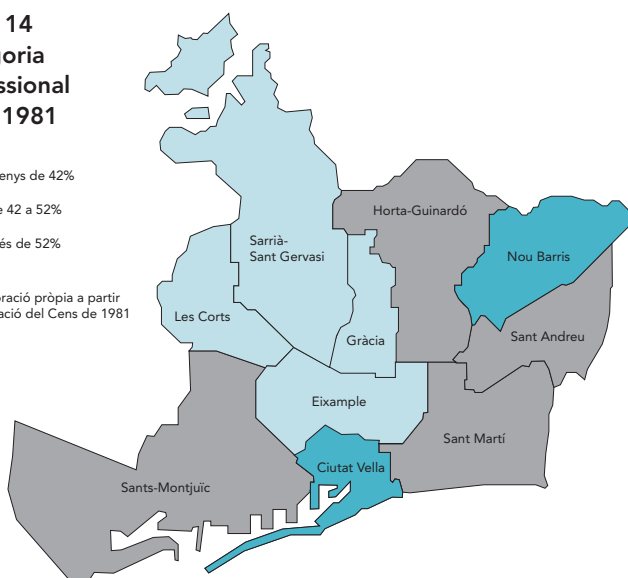 14
goria
ssional
1981
enys de 42%
e 42 a 52%
és de 52%
oració pròpia a partir
ació del Cens de 1981
Horta-Guinardó
Sarrià-
Sant Gervasi
Nou Barris
Les Corts
Gràcia
Sant Andreu
Eixample
Sant Martí
Ciutat Vella
Sants-Montjuïc